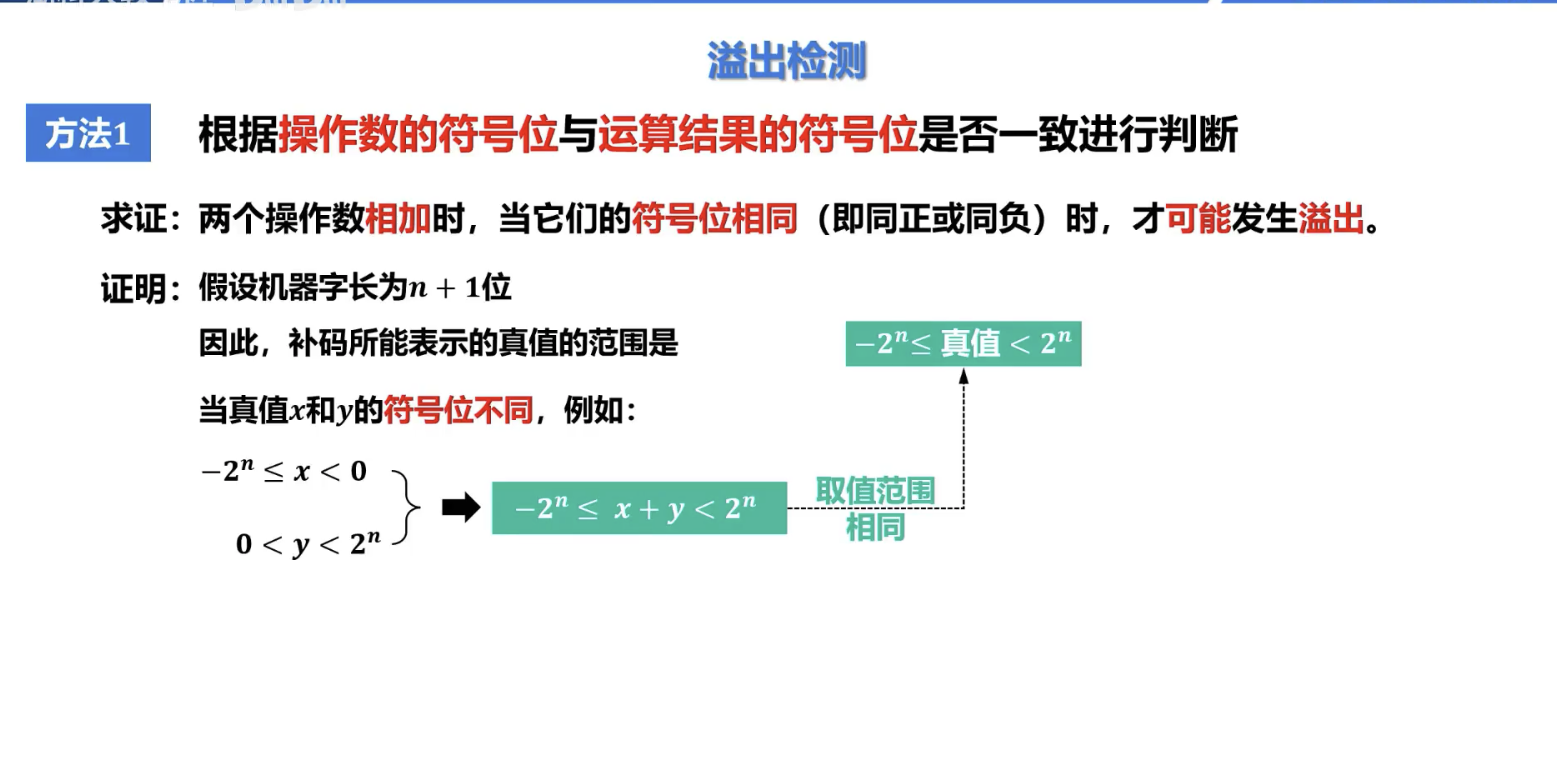 溢出检测
方法1
根据操作数的符号位与运算结果的符号位是否一致进行判断
求证：两个操作数相加时，当它们的符号位相同（即同正或同负）时，才可能发生溢出。
证明：假设机器字长为n + 1位
因此，补码所能表示的真值的范围是
−2ⁿ≤ 真值 < 2ⁿ
当真值x和y的符号位不同，例如：
−2ⁿ ≤ x < 0
0 < y < 2ⁿ
−2ⁿ ≤ x + y < 2ⁿ
取值范围
相同